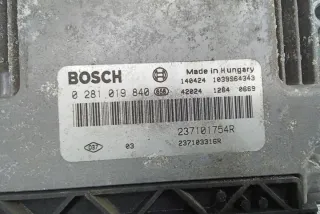 BOSCH
Made in Hungary
140424 1039S64343
0 281 019 840
42024 1264 0669
237101754R
03
237103316R